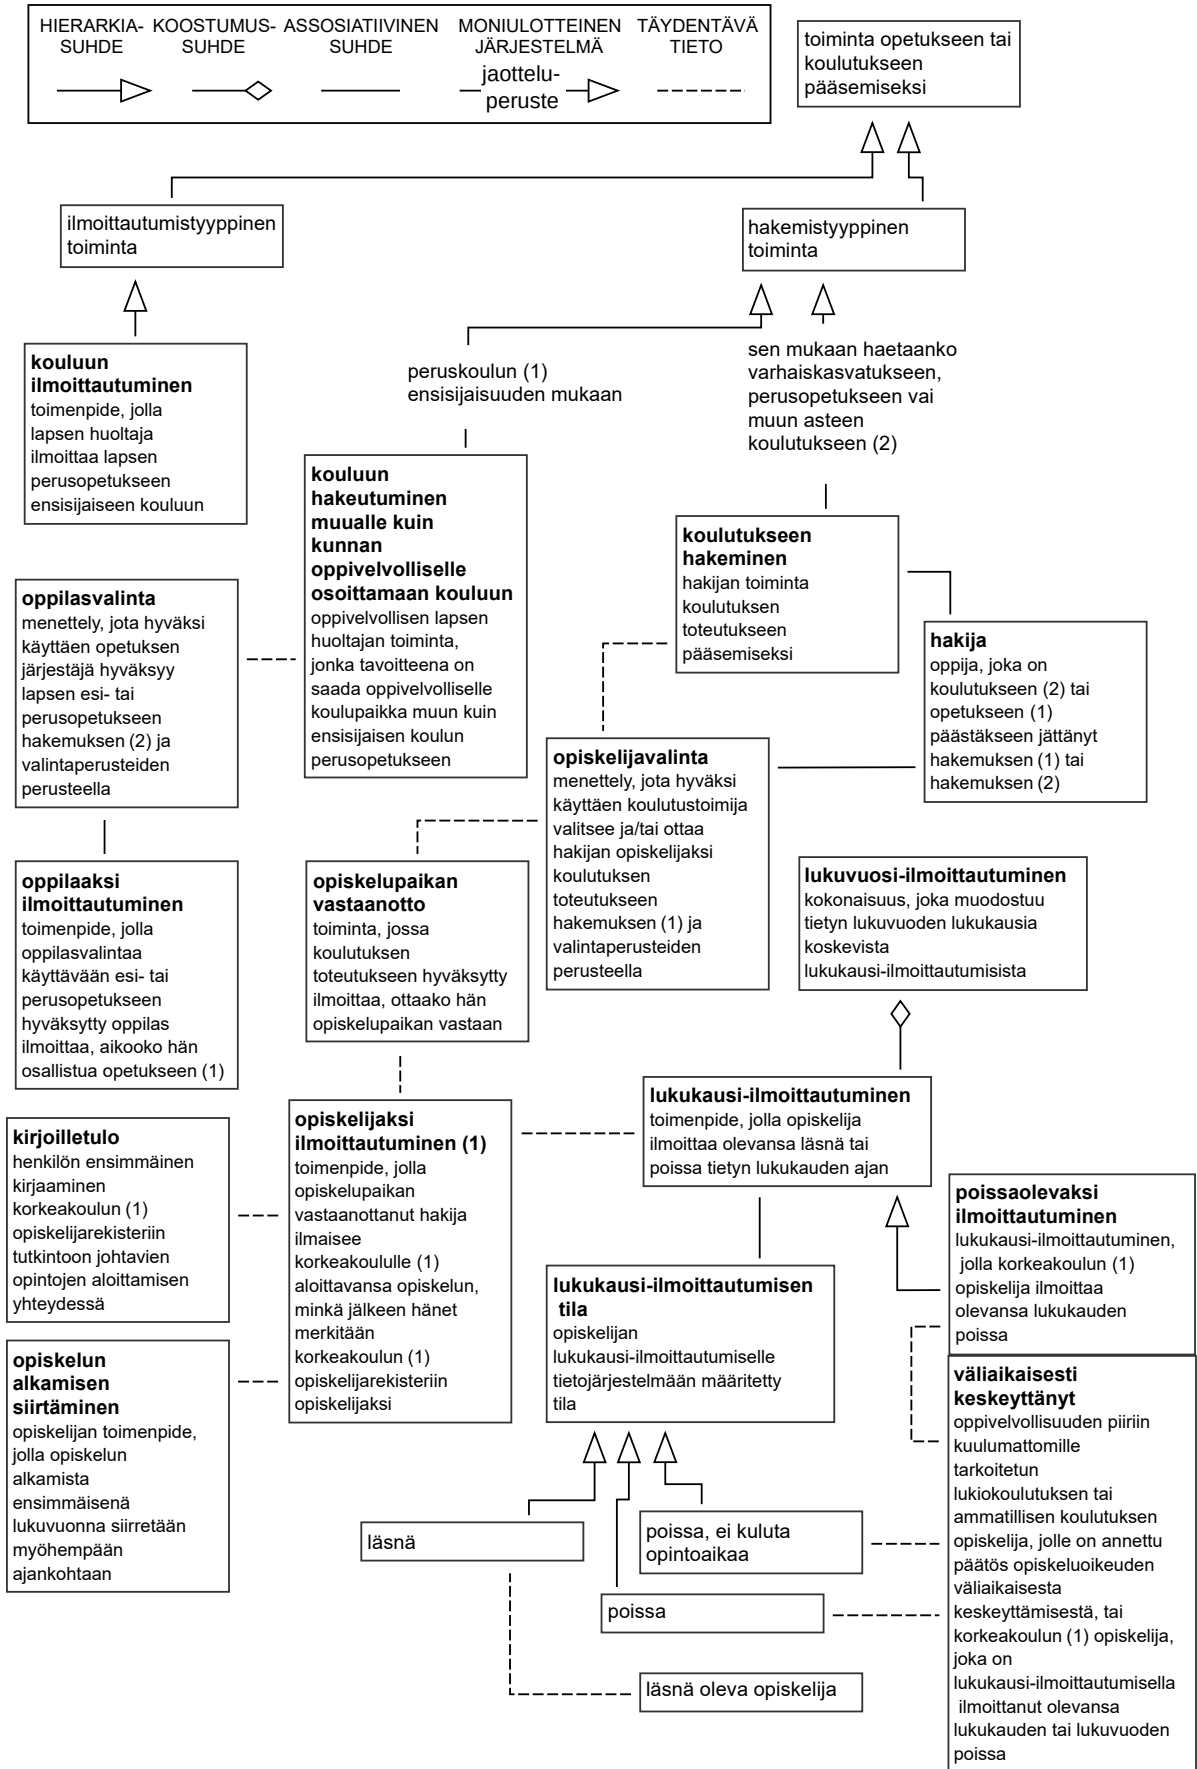 HIERARKIA-
SUHDE
KOOSTUMUS-
SUHDE
ASSOSIATIIVINEN
SUHDE
MONIULOTTEINEN
JÄRJESTELMÄ
TÄYDENTÄVÄ
TIETO
jaottelu-
peruste
toiminta opetukseen tai
koulutukseen
pääsemiseksi
ilmoittautumistyyppinen
toiminta
hakemistyyppinen
toiminta
kouluun
ilmoittautuminen
toimenpide, jolla
lapsen huoltaja
ilmoittaa lapsen
perusopetukseen
ensisijaiseen kouluun
peruskoulun (1)
ensisijaisuuden mukaan
sen mukaan haetaanko
varhaiskasvatukseen,
perusopetukseen vai
muun asteen
koulutukseen (2)
kouluun
hakeutuminen
muualle kuin
kunnan
oppivelvolliselle
osoittamaan kouluun
oppivelvollisen lapsen
huoltajan toiminta,
jonka tavoitteena on
saada oppivelvolliselle
koulupaikka muun kuin
ensisijaisen koulun
perusopetukseen
koulutukseen
hakeminen
hakijan toiminta
koulutuksen
toteutukseen
pääsemiseksi
oppilasvalinta
menettely, jota hyväksi
käyttäen opetuksen
järjestäjä hyväksyy
lapsen esi- tai
perusopetukseen
hakemuksen (2) ja
valintaperusteiden
perusteella
hakija
oppija, joka on
koulutukseen (2) tai
opetukseen (1)
päästäkseen jättänyt
hakemuksen (1) tai
hakemuksen (2)
opiskelijavalinta
menettely, jota hyväksi
käyttäen koulutustoimija
valitsee ja/tai ottaa
hakijan opiskelijaksi
koulutuksen
toteutukseen
hakemuksen (1) ja
valintaperusteiden
perusteella
oppilaaksi
ilmoittautuminen
toimenpide, jolla
oppilasvalintaa
käyttävään esi- tai
perusopetukseen
hyväksytty oppilas
ilmoittaa, aikooko hän
osallistua opetukseen (1)
opiskelupaikan
vastaanotto
toiminta, jossa
koulutuksen
toteutukseen hyväksytty
ilmoittaa, ottaako hän
opiskelupaikan vastaan
lukuvuosi-ilmoittautuminen
kokonaisuus, joka muodostuu
tietyn lukuvuoden lukukausia
koskevista
lukukausi-ilmoittautumisista
lukukausi-ilmoittautuminen
toimenpide, jolla opiskelija
ilmoittaa olevansa läsnä tai
poissa tietyn lukukauden ajan
kirjoilletulo
henkilön ensimmäinen
kirjaaminen
korkeakoulun (1)
opiskelijarekisteriin
tutkintoon johtavien
opintojen aloittamisen
yhteydessä
opiskelijaksi
ilmoittautuminen (1)
toimenpide, jolla
opiskelupaikan
vastaanottanut hakija
ilmaisee
korkeakoululle (1)
aloittavansa opiskelun,
minkä jälkeen hänet
merkitään
korkeakoulun (1)
opiskelijarekisteriin
opiskelijaksi
poissaolevaksi
ilmoittautuminen
lukukausi-ilmoittautuminen,
jolla korkeakoulun (1)
opiskelija ilmoittaa
olevansa lukukauden
poissa
lukukausi-ilmoittautumisen
tila
opiskelijan
lukukausi-ilmoittautumiselle
tietojärjestelmään määritetty
tila
opiskelun
alkamisen
siirtäminen
opiskelijan toimenpide,
jolla opiskelun
alkamista
ensimmäisenä
lukuvuonna siirretään
myöhempään
ajankohtaan
väliaikaisesti
keskeyttänyt
oppivelvollisuuden piiriin
kuulumattomille
tarkoitetun
lukiokoulutuksen tai
ammatillisen koulutuksen
opiskelija, jolle on annettu
päätös opiskeluoikeuden
väliaikaisesta
keskeyttämisestä, tai
korkeakoulun (1) opiskelija,
joka on
lukukausi-ilmoittautumisella
ilmoittanut olevansa
lukukauden tai lukuvuoden
poissa
läsnä
poissa, ei kuluta
opintoaikaa
poissa
läsnä oleva opiskelija